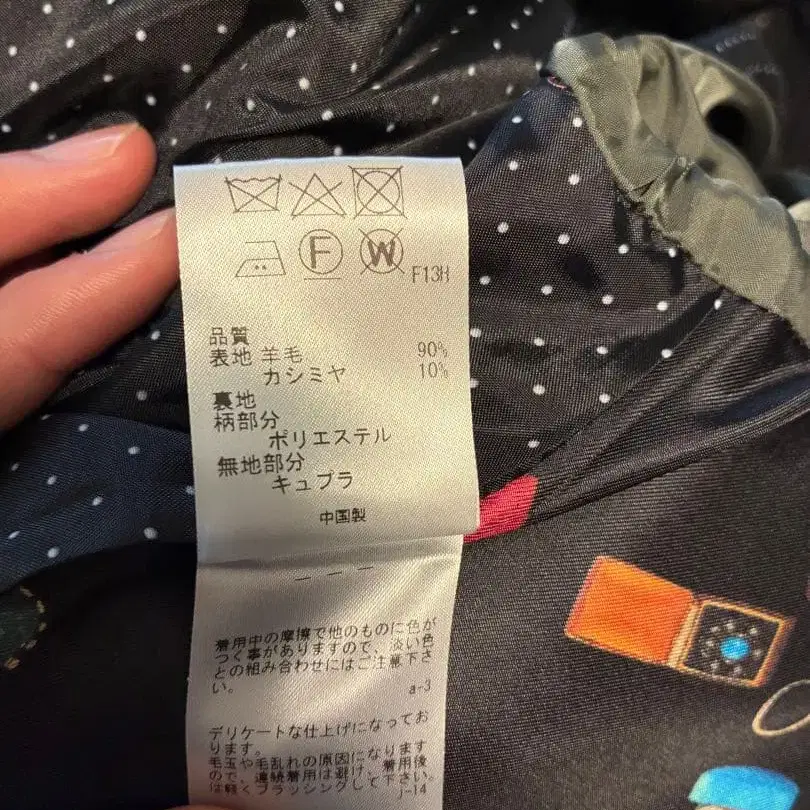 F W F13H
品質
表地 羊毛 90%
カシミヤ 10%
裏地
柄部分
ポリエステル
無地部分
キュプラ
中国製
着用中の摩擦で他のものに色が
つく事がありますので、淡い色
との組み合わせにはご注意下さ
い。 a-3
デリケートな仕上げになってお
ります。
毛玉や毛乱れの原因になります
ので、連続着用は避け、着用後
は軽くブラッシングして下さい。
J-14